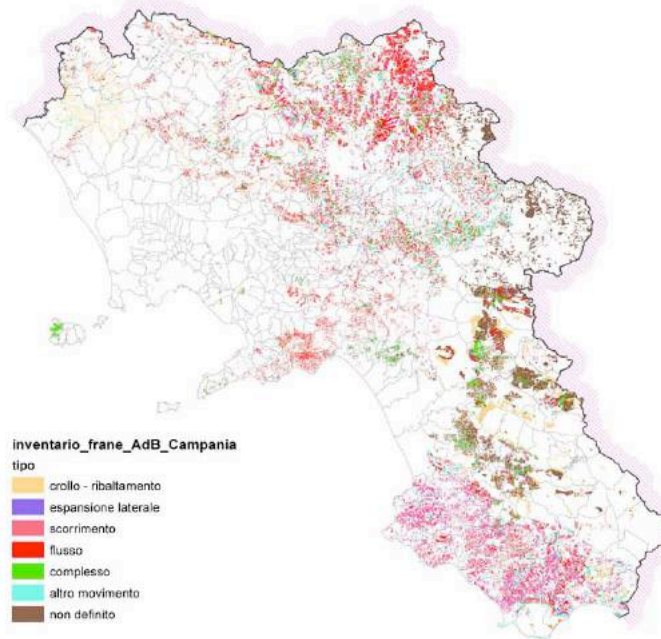 inventario_frane_AdB_Campania
tipo
crollo - ribaltamento
espansione laterale
scorrimento
flusso
complesso
altro movimento
non definito